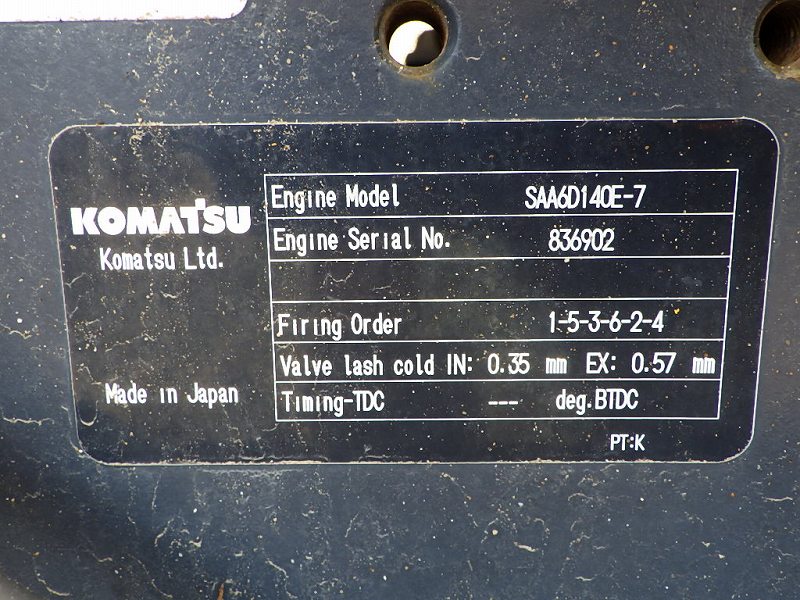 KOMATSU
Komatsu Ltd.
Made in Japan
Engine Model SAA6D140E-7
Engine Serial No. 836902
Firing Order 1-5-3-6-2-4
Valve lash cold IN: 0.35 mm EX: 0.57 mm
Timing-TDC --- deg.BTDC
PT:K